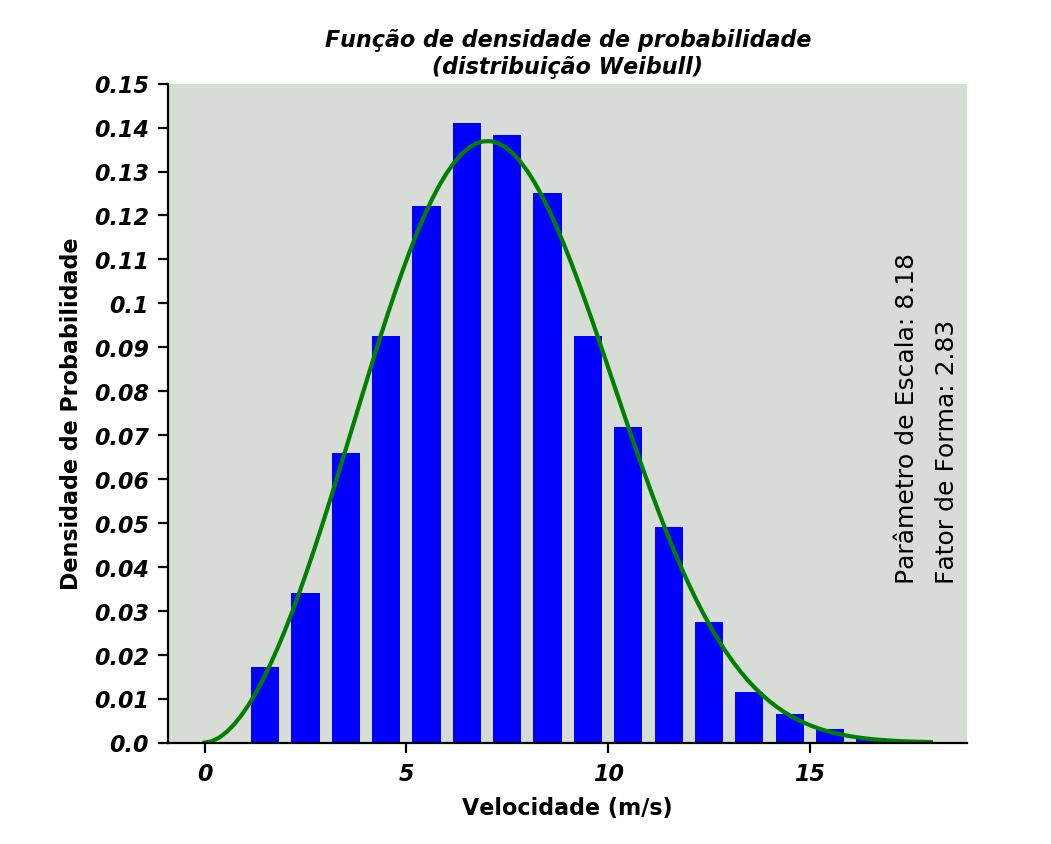 Função de densidade de probabilidade
(distribuição Weibull)
0.15
0.14
0.13
0.12
0.11
0.1
0.09
0.08
0.07
0.06
0.05
0.04
0.03
0.02
0.01
0.0
Densidade de Probabilidade
0 5 10 15
Velocidade (m/s)
Parâmetro de Escala: 8.18
Fator de Forma: 2.83